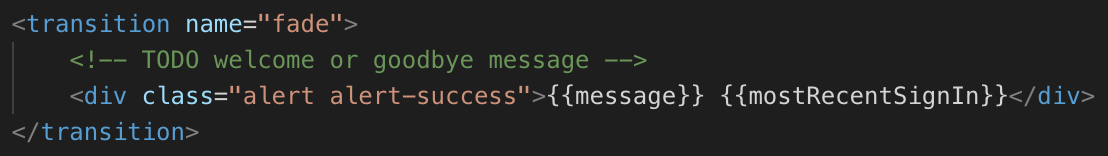 <transition name="fade">
    <!-- TODO welcome or goodbye message -->
    <div class="alert alert-success">{{message}} {{mostRecentSignIn}}</div>
</transition>